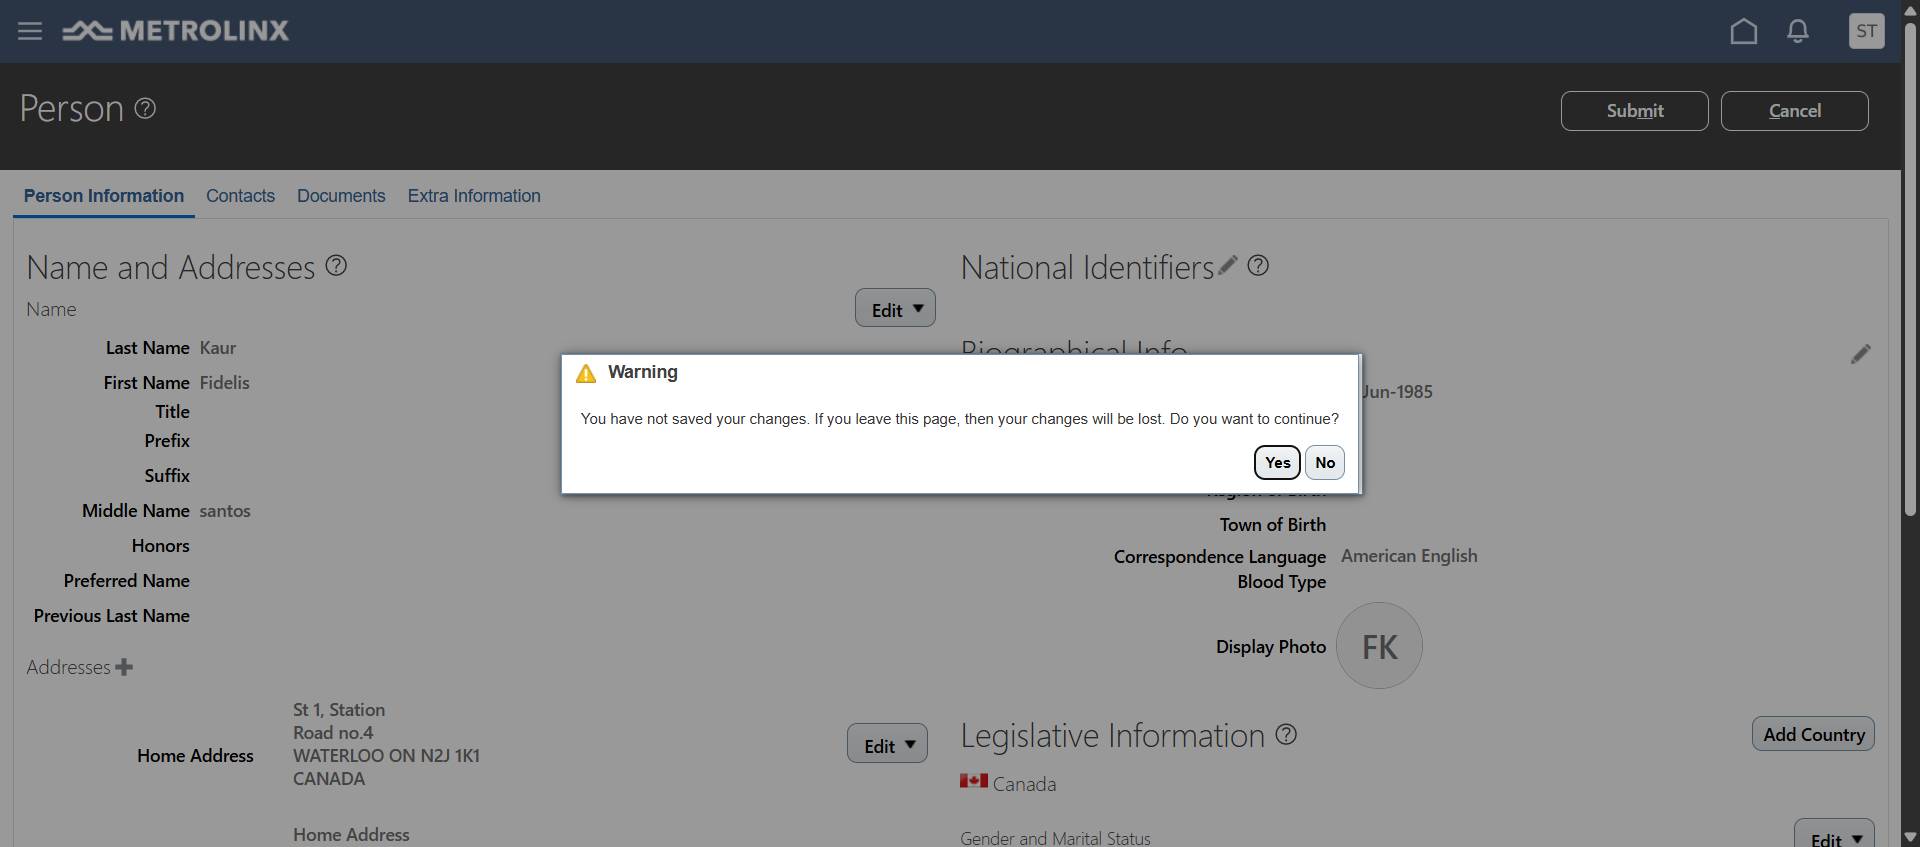 METROLINX
ST
Person
Submit
Cancel
Person Information
Contacts
Documents
Extra Information
Name and Addresses
Name
Edit
Last Name Kaur
First Name Fidelis
Title
Prefix
Suffix
Middle Name santos
Honors
Preferred Name
Previous Last Name
Addresses
Home Address
St 1, Station
Road no.4
WATERLOO ON N2J 1K1
CANADA
Edit
Home Address
National Identifiers
Biographical Info
Jun-1985
Warning
You have not saved your changes. If you leave this page, then your changes will be lost. Do you want to continue?
Yes
No
Region of Birth
Town of Birth
Correspondence Language American English
Blood Type
Display Photo FK
Legislative Information
Add Country
Canada
Gender and Marital Status
Edit